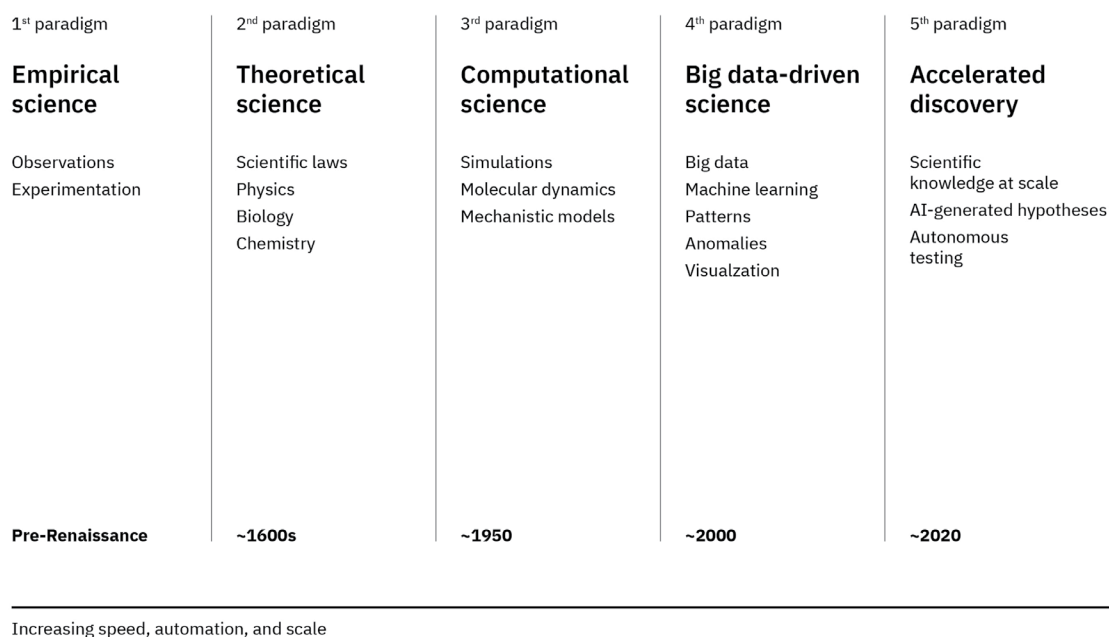 1st paradigm
Empirical
science
Observations
Experimentation
Pre-Renaissance
2nd paradigm
Theoretical
science
Scientific laws
Physics
Biology
Chemistry
~1600s
3rd paradigm
Computational
science
Simulations
Molecular dynamics
Mechanistic models
~1950
4th paradigm
Big data-driven
science
Big data
Machine learning
Patterns
Anomalies
Visualzation
~2000
5th paradigm
Accelerated
discovery
Scientific
knowledge at scale
AI-generated hypotheses
Autonomous
testing
~2020
Increasing speed, automation, and scale